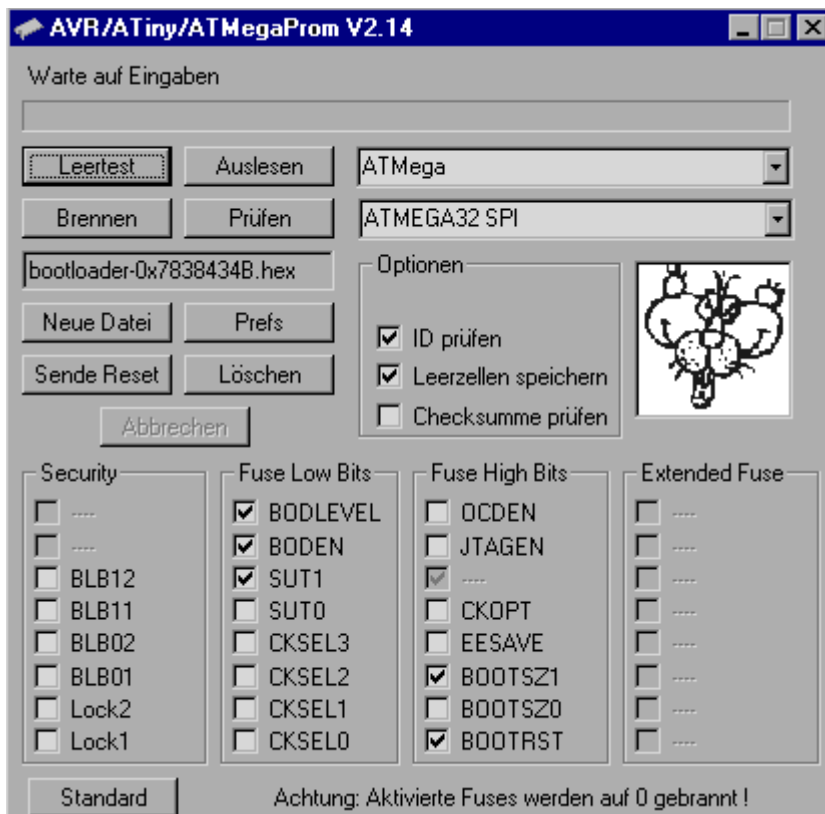 AVR/ATiny/ATMegaProm V2.14
Warte auf Eingaben
Leertest
Auslesen
ATMega
Brennen
Prüfen
ATMEGA32 SPI
bootloader-0x7838434B.hex
Optionen
Neue Datei
Prefs
ID prüfen
Sende Reset
Löschen
Leerzellen speichern
Abbrechen
Checksumme prüfen
Security
----
----
BLB12
BLB11
BLB02
BLB01
Lock2
Lock1
Fuse Low Bits
BODLEVEL
BODEN
SUT1
SUT0
CKSEL3
CKSEL2
CKSEL1
CKSEL0
Fuse High Bits
OCDEN
JTAGEN
----
CKOPT
EESAVE
BOOTSZ1
BOOTSZ0
BOOTRST
Extended Fuse
----
----
----
----
----
----
----
----
Standard
Achtung: Aktivierte Fuses werden auf 0 gebrannt !